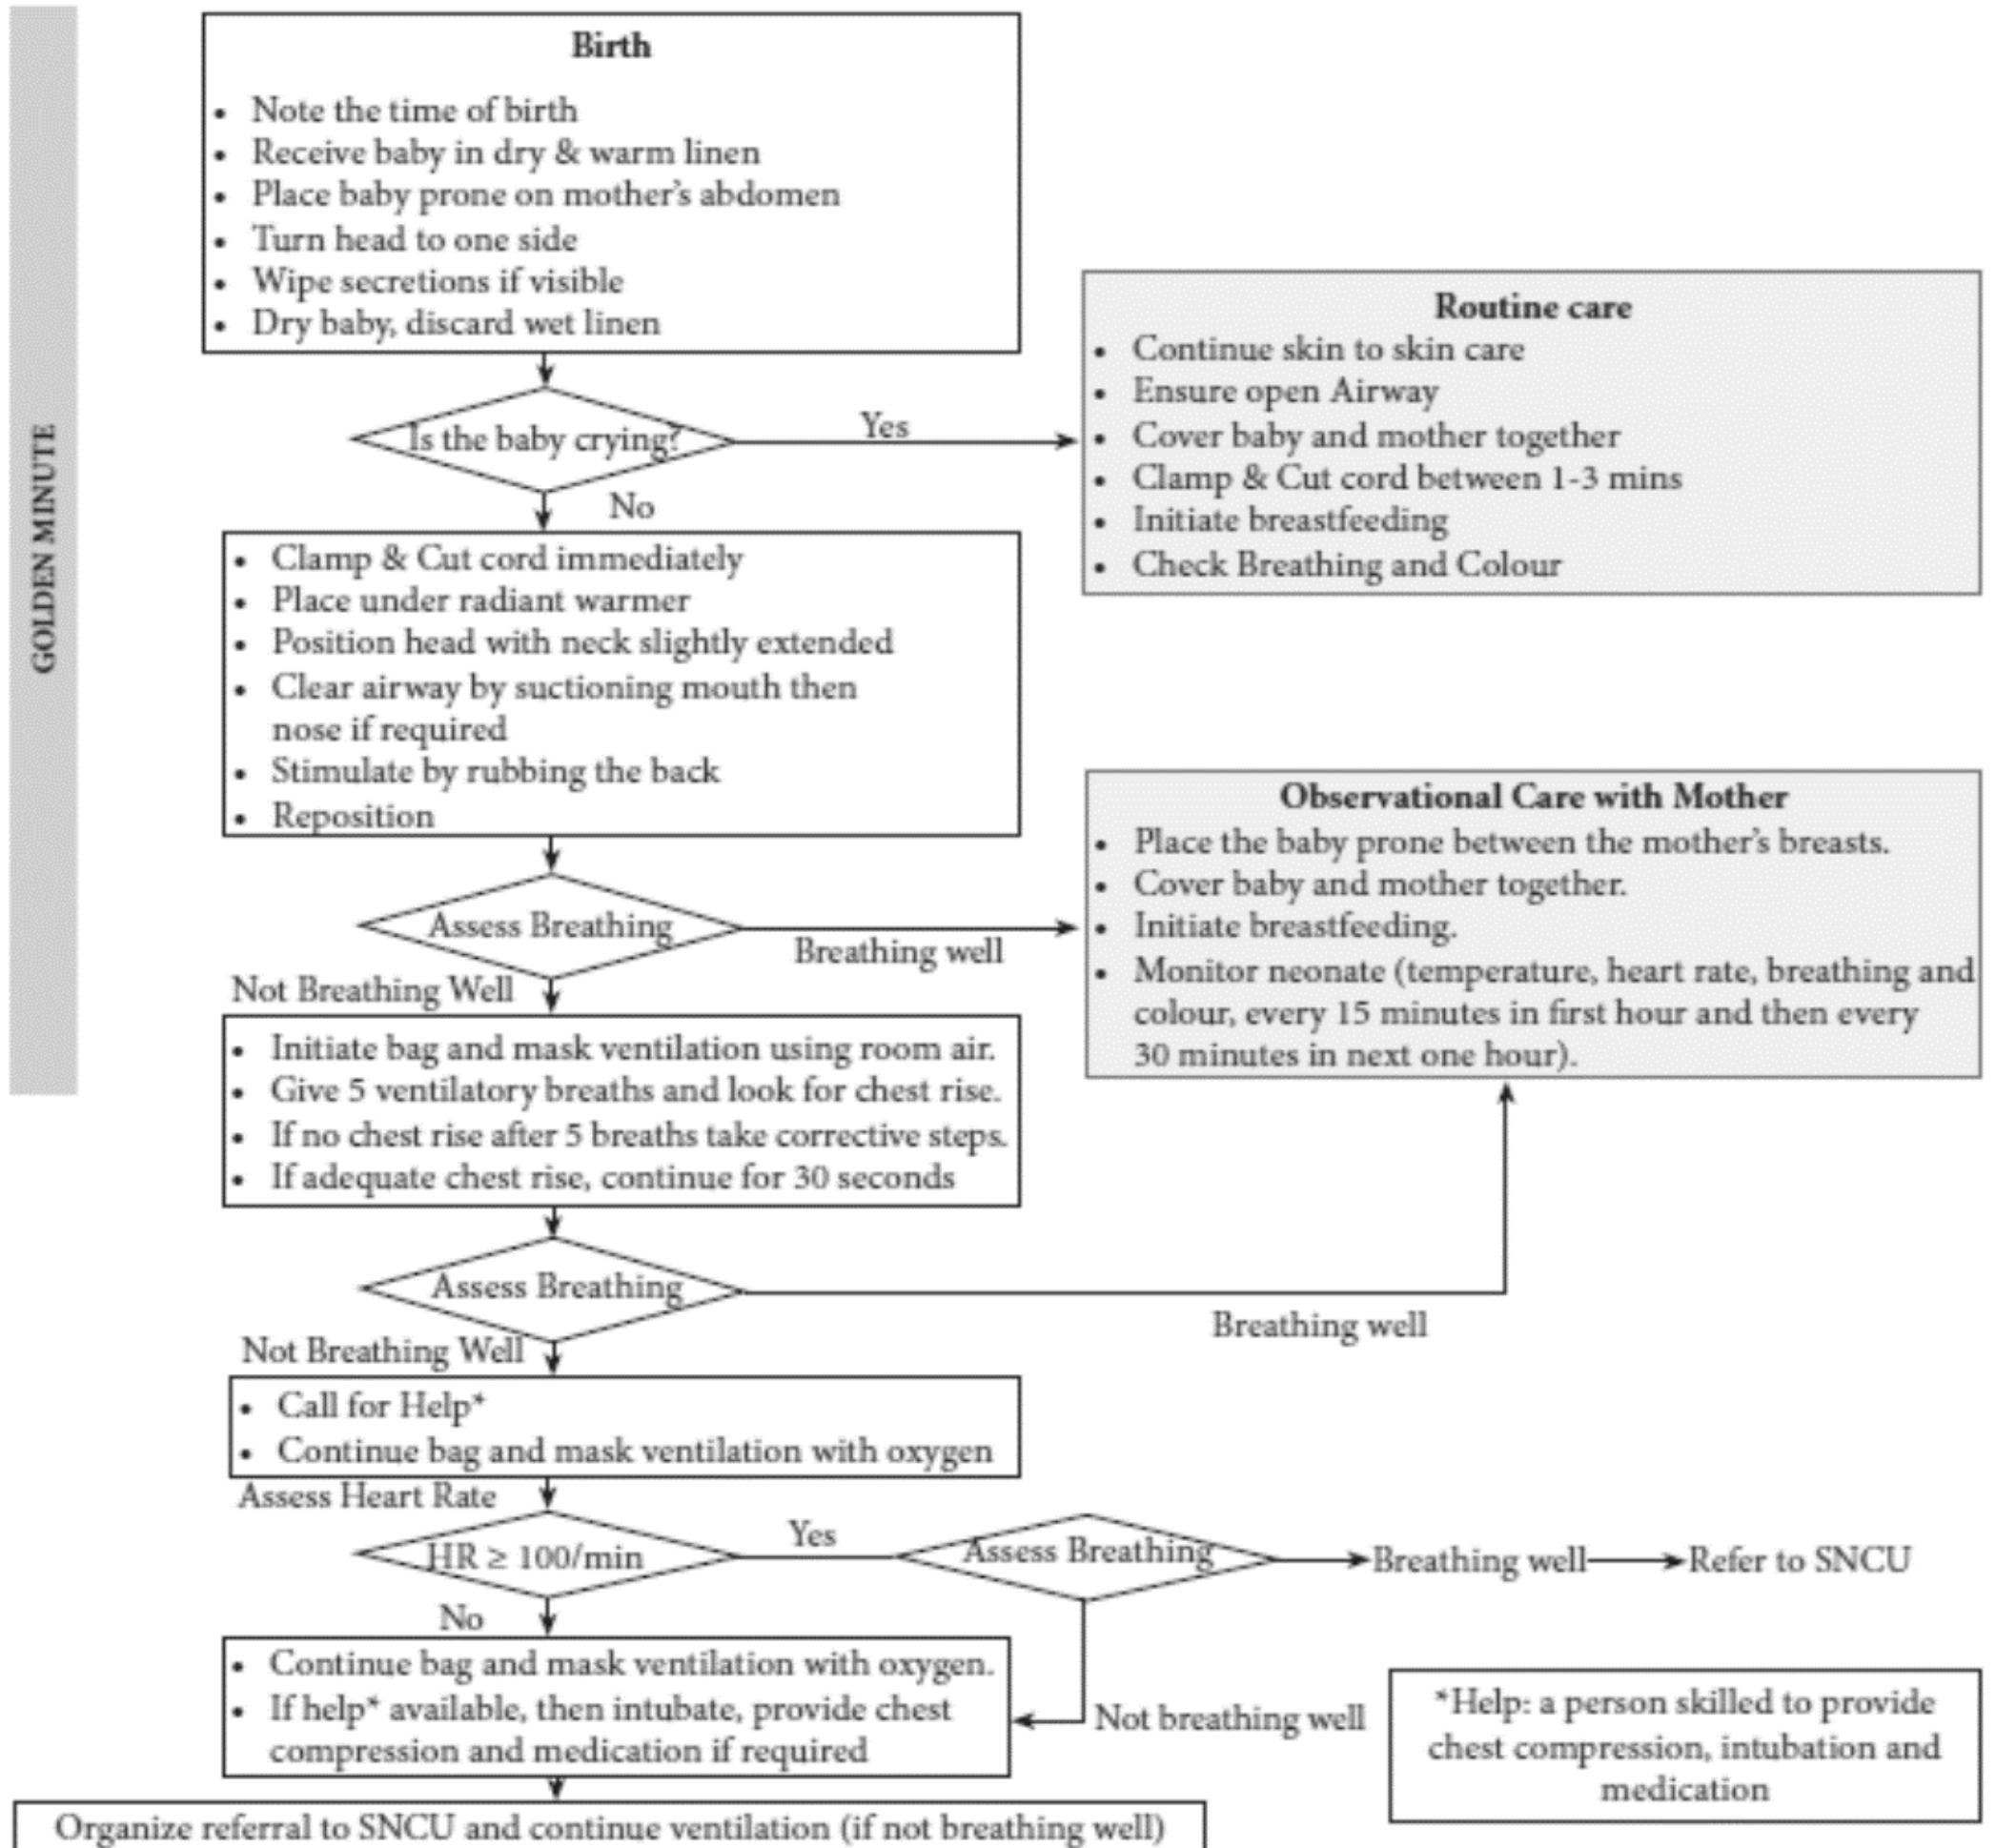 GOLDEN MINUTE
Birth
• Note the time of birth
• Receive baby in dry & warm linen
• Place baby prone on mother's abdomen
• Turn head to one side
• Wipe secretions if visible
• Dry baby, discard wet linen
Is the baby crying?
Yes
Routine care
• Continue skin to skin care
• Ensure open Airway
• Cover baby and mother together
• Clamp & Cut cord between 1-3 mins
• Initiate breastfeeding
• Check Breathing and Colour
No
• Clamp & Cut cord immediately
• Place under radiant warmer
• Position head with neck slightly extended
• Clear airway by suctioning mouth then
nose if required
• Stimulate by rubbing the back
• Reposition
Assess Breathing
Breathing well
Observational Care with Mother
• Place the baby prone between the mother's breasts.
• Cover baby and mother together.
• Initiate breastfeeding.
• Monitor neonate (temperature, heart rate, breathing and
colour, every 15 minutes in first hour and then every
30 minutes in next one hour).
Not Breathing Well
• Initiate bag and mask ventilation using room air.
• Give 5 ventilatory breaths and look for chest rise.
• If no chest rise after 5 breaths take corrective steps.
• If adequate chest rise, continue for 30 seconds
Assess Breathing
Breathing well
Not Breathing Well
• Call for Help*
• Continue bag and mask ventilation with oxygen
Assess Heart Rate
HR ≥ 100/min
Yes
Assess Breathing
Breathing well
Refer to SNCU
No
• Continue bag and mask ventilation with oxygen.
• If help* available, then intubate, provide chest
compression and medication if required
Not breathing well
*Help: a person skilled to provide
chest compression, intubation and
medication
Organize referral to SNCU and continue ventilation (if not breathing well)